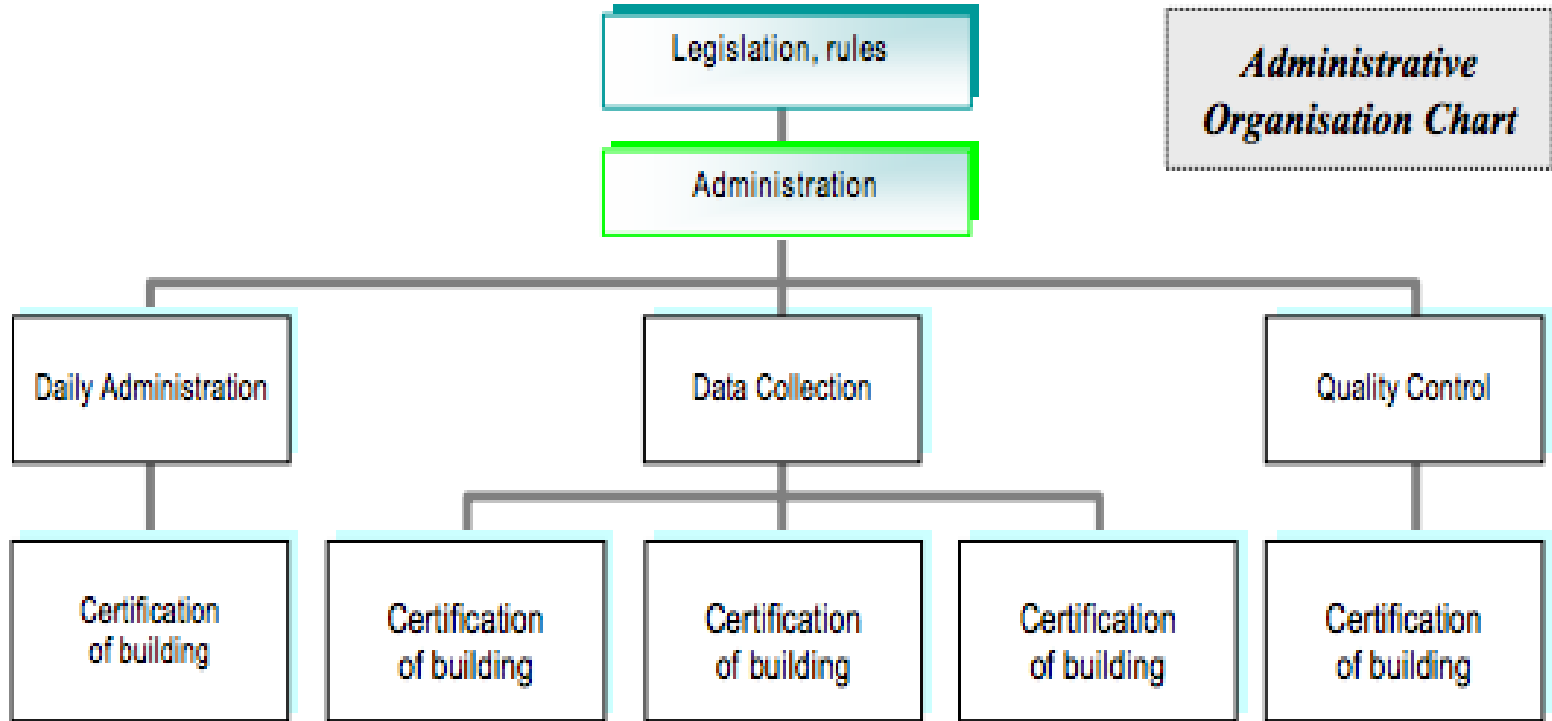 Legislation, rules
Administrative
Organisation Chart
Administration
Daily Administration
Data Collection
Quality Control
Certification
of building
Certification
of building
Certification
of building
Certification
of building
Certification
of building